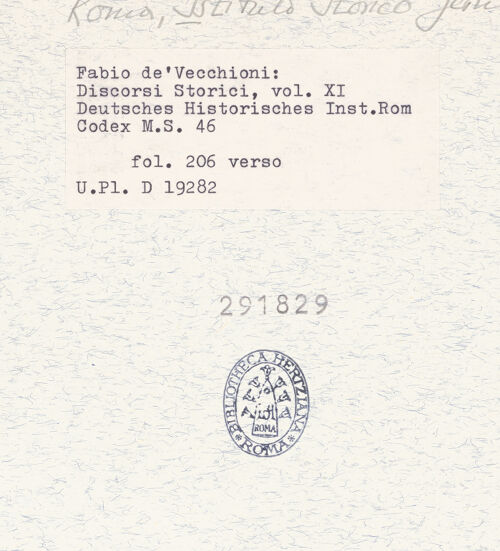 Roma, Istituto Storico
Fabio de'Vecchioni:
Discorsi Storici, vol. XI
Deutsches Historisches Inst.Rom
Codex M.S. 46
fol. 206 verso
U.Pl. D 19282
291829
BIBLIOTHECA HERTZIANA
ROMA
ROMA